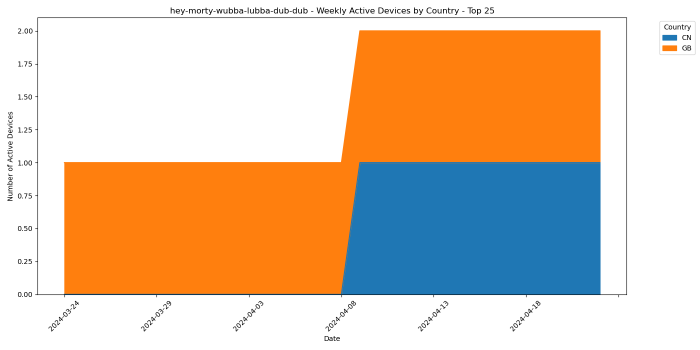 hey-morty-wubba-lubba-dub-dub - Weekly Active Devices by Country - Top 25
Country
CN
GB
Number of Active Devices
2.00
1.75
1.50
1.25
1.00
0.75
0.50
0.25
0.00
2024-03-24
2024-03-29
2024-04-03
2024-04-08
2024-04-13
2024-04-18
Date